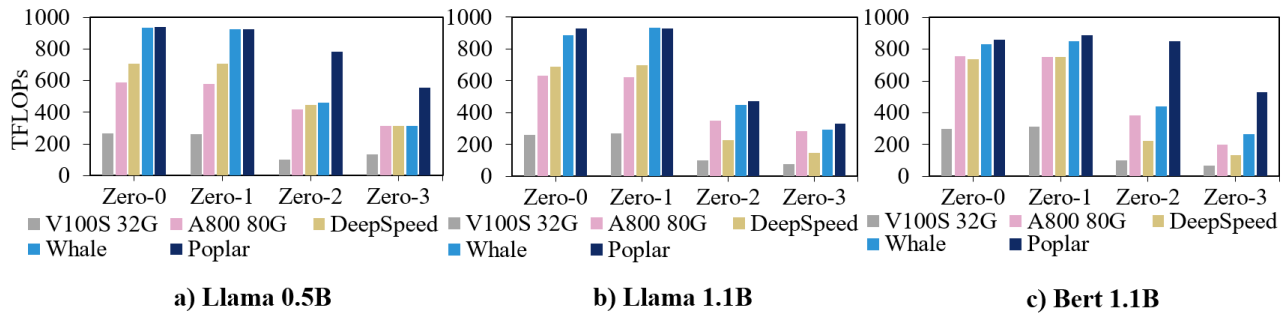 TFLOPs
1000
800
600
400
200
0
Zero-0 Zero-1 Zero-2 Zero-3
V100S 32G A800 80G DeepSpeed
Whale Poplar
a) Llama 0.5B
1000
800
600
400
200
0
Zero-0 Zero-1 Zero-2 Zero-3
V100S 32G A800 80G DeepSpeed
Whale Poplar
b) Llama 1.1B
1000
800
600
400
200
0
Zero-0 Zero-1 Zero-2 Zero-3
V100S 32G A800 80G DeepSpeed
Whale Poplar
c) Bert 1.1B